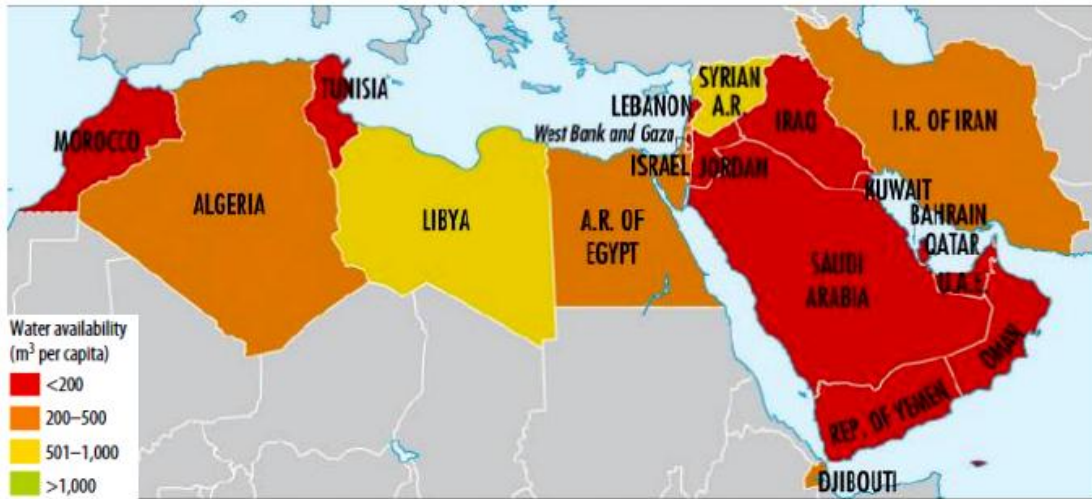 TUNISIA
MOROCCO
ALGERIA
LIBYA
A.R. OF
EGYPT
LEBANON
West Bank and Gaza
ISRAEL
SYRIAN
A.R.
JORDAN
IRAQ
I.R. OF IRAN
KUWAIT
BAHRAIN
QATAR
U.A.E.
SAUDI
ARABIA
OMAN
REP. OF YEMEN
DJIBOUTI
Water availability
(m³ per capita)
<200
200–500
501–1,000
>1,000